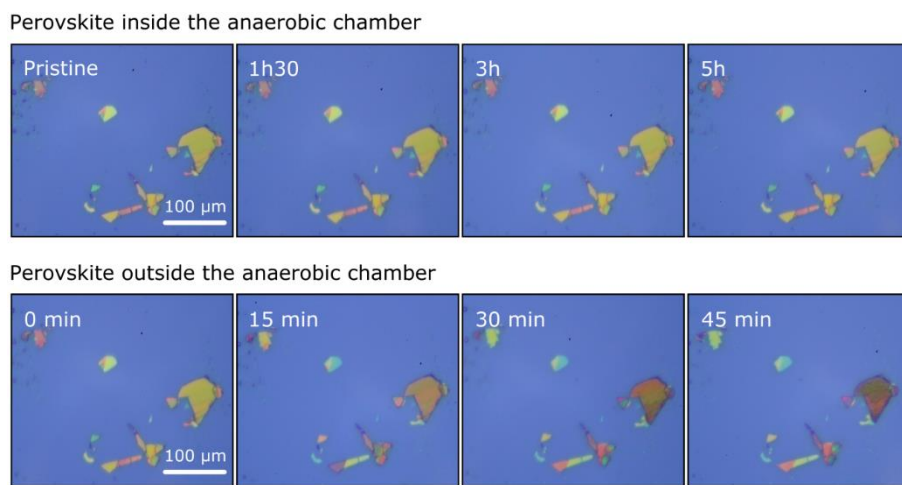 Perovskite inside the anaerobic chamber
Pristine
1h30
3h
5h
100 µm
Perovskite outside the anaerobic chamber
0 min
15 min
30 min
45 min
100 µm